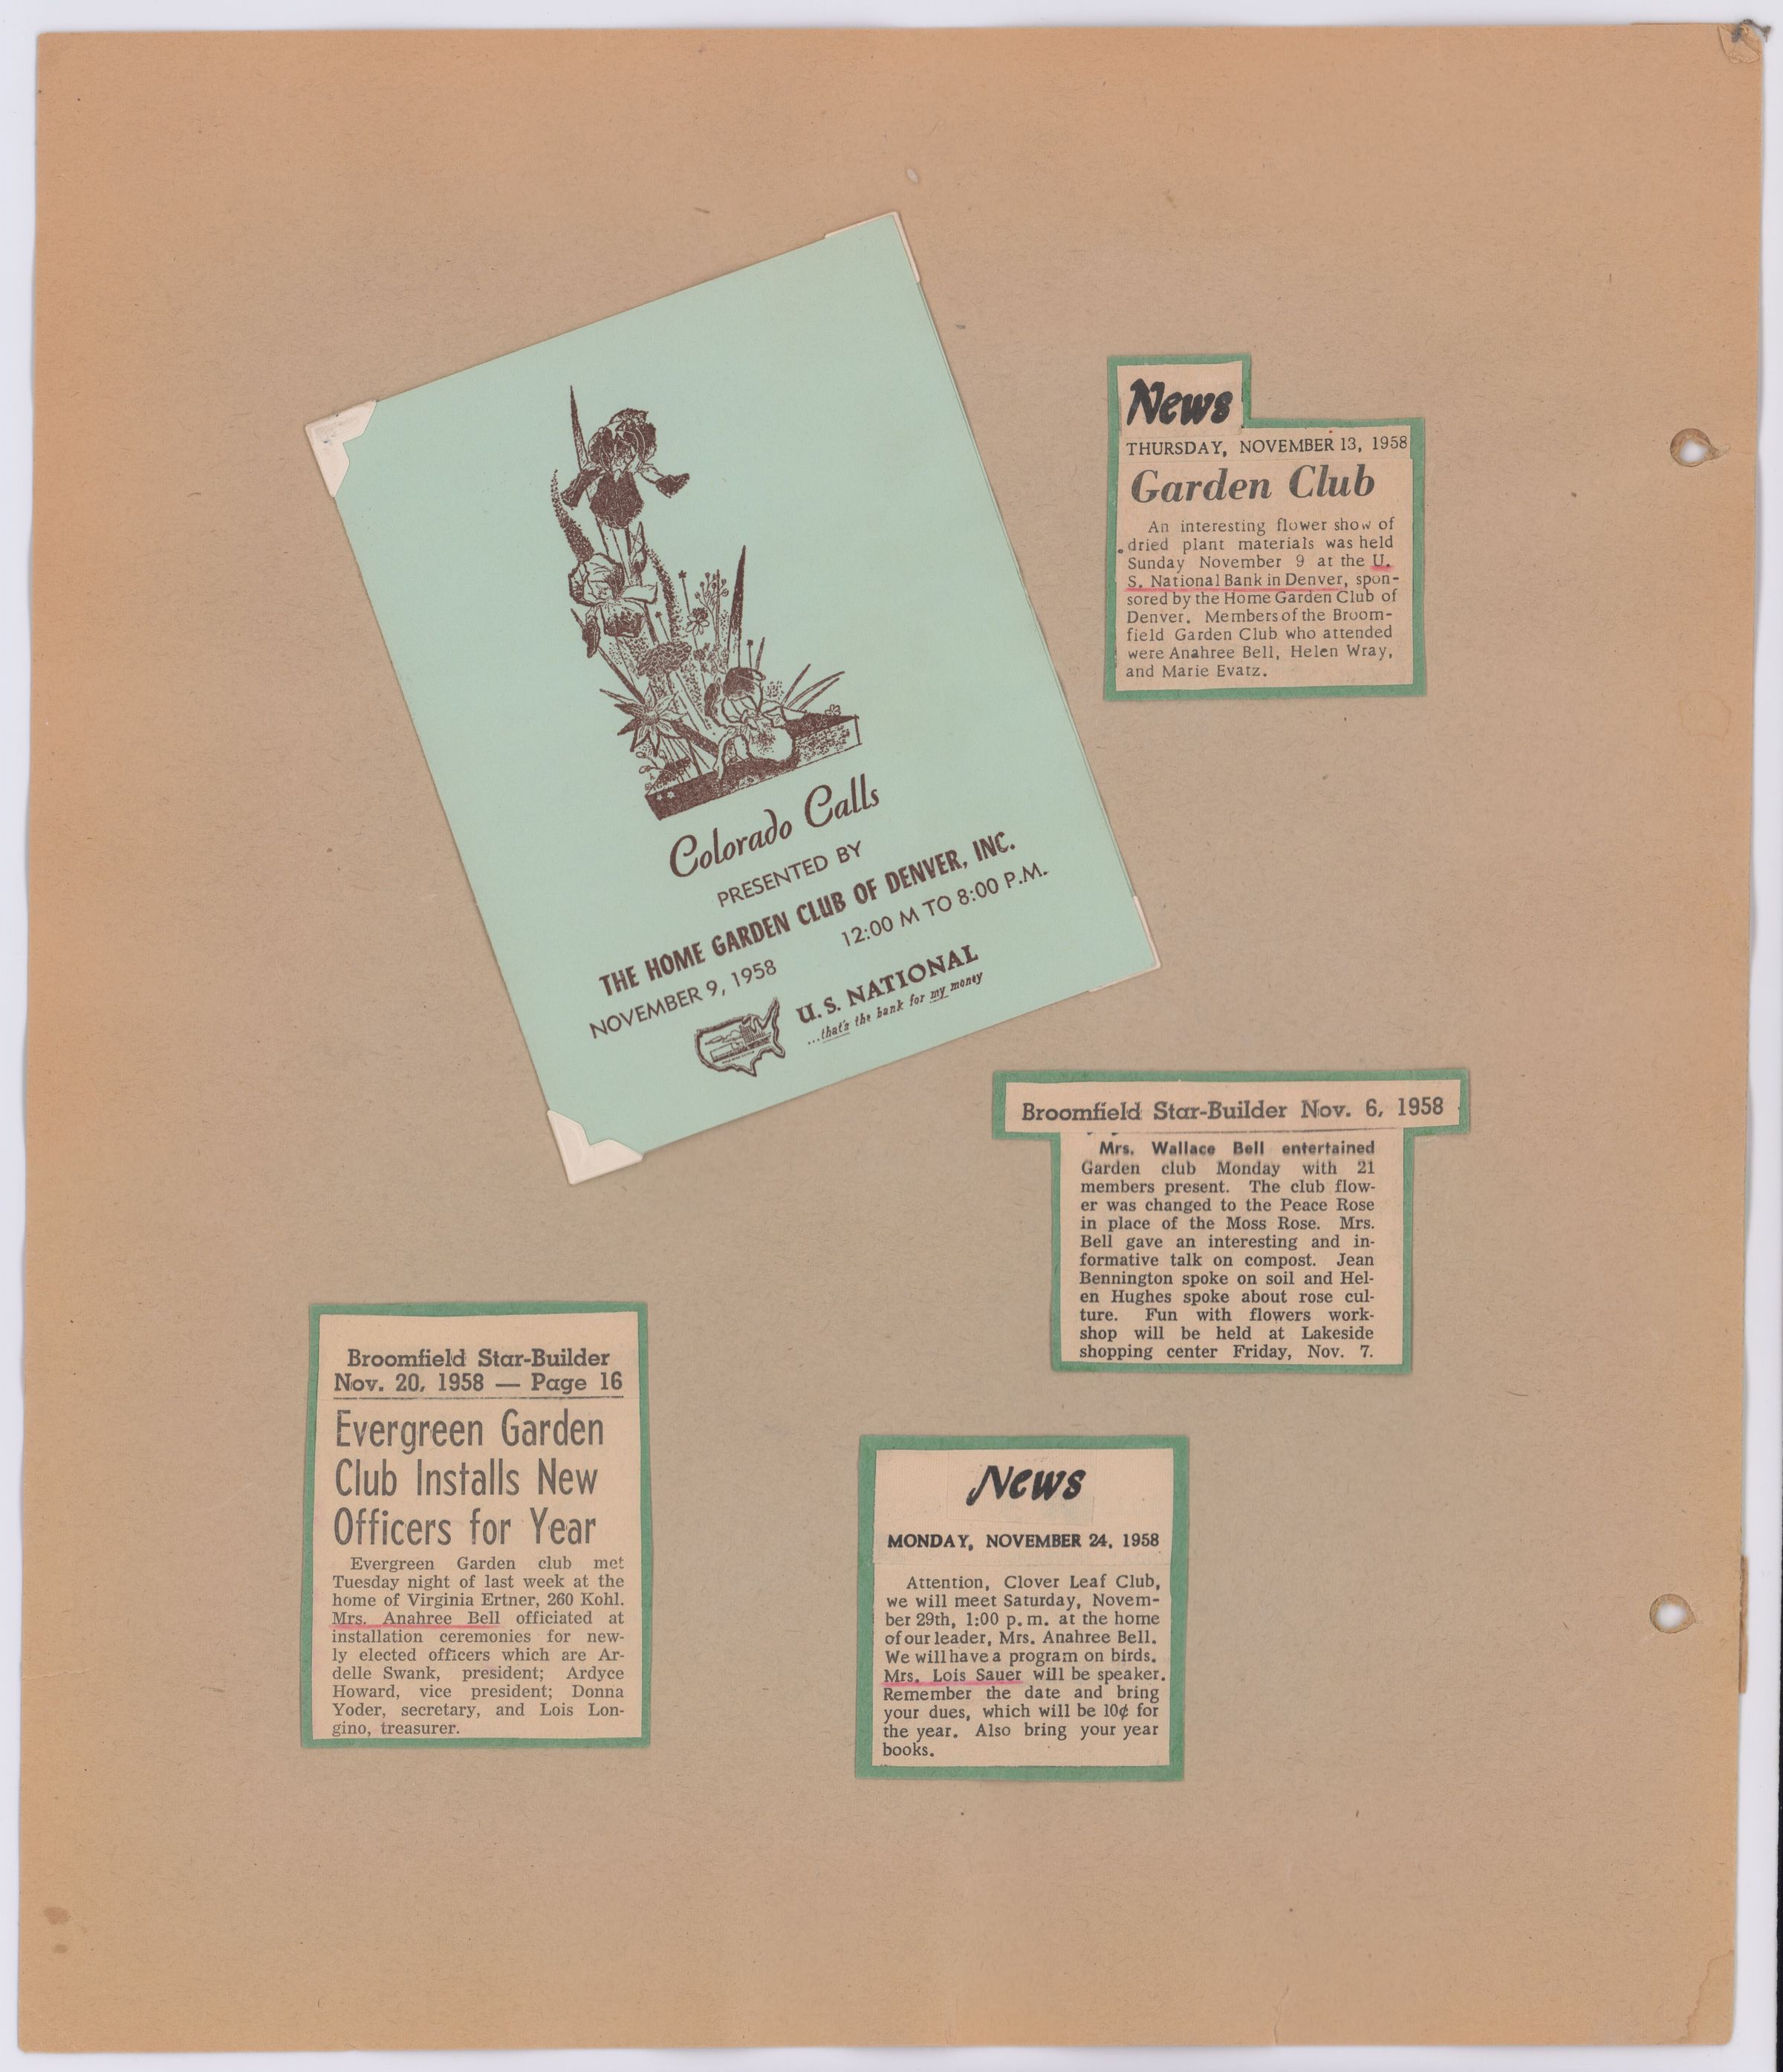 Colorado Calls
PRESENTED BY
THE HOME GARDEN CLUB OF DENVER, INC.
NOVEMBER 9, 1958 12:00 M TO 8:00 P.M.
U. S. NATIONAL
...that's the bank for my money
News
THURSDAY, NOVEMBER 13, 1958
Garden Club
An interesting flower show of
dried plant materials was held
Sunday November 9 at the U.
S. National Bank in Denver, spon-
sored by the Home Garden Club of
Denver. Members of the Broom-
field Garden Club who attended
were Anahree Bell, Helen Wray,
and Marie Evatz.
Broomfield Star-Builder Nov. 6, 1958
Mrs. Wallace Bell entertained
Garden club Monday with 21
members present. The club flow-
er was changed to the Peace Rose
in place of the Moss Rose. Mrs.
Bell gave an interesting and in-
formative talk on compost. Jean
Bennington spoke on soil and Hel-
en Hughes spoke about rose cul-
ture. Fun with flowers work-
shop will be held at Lakeside
shopping center Friday, Nov. 7.
Broomfield Star-Builder
Nov. 20, 1958 — Page 16
Evergreen Garden
Club Installs New
Officers for Year
Evergreen Garden club met
Tuesday night of last week at the
home of Virginia Ertner, 260 Kohl.
Mrs. Anahree Bell officiated at
installation ceremonies for new-
ly elected officers which are Ar-
delle Swank, president; Ardyce
Howard, vice president; Donna
Yoder, secretary, and Lois Lon-
gino, treasurer.
News
MONDAY, NOVEMBER 24, 1958
Attention, Clover Leaf Club,
we will meet Saturday, Novem-
ber 29th, 1:00 p.m. at the home
of our leader, Mrs. Anahree Bell.
We will have a program on birds.
Mrs. Lois Sauer will be speaker.
Remember the date and bring
your dues, which will be 10¢ for
the year. Also bring your year
books.